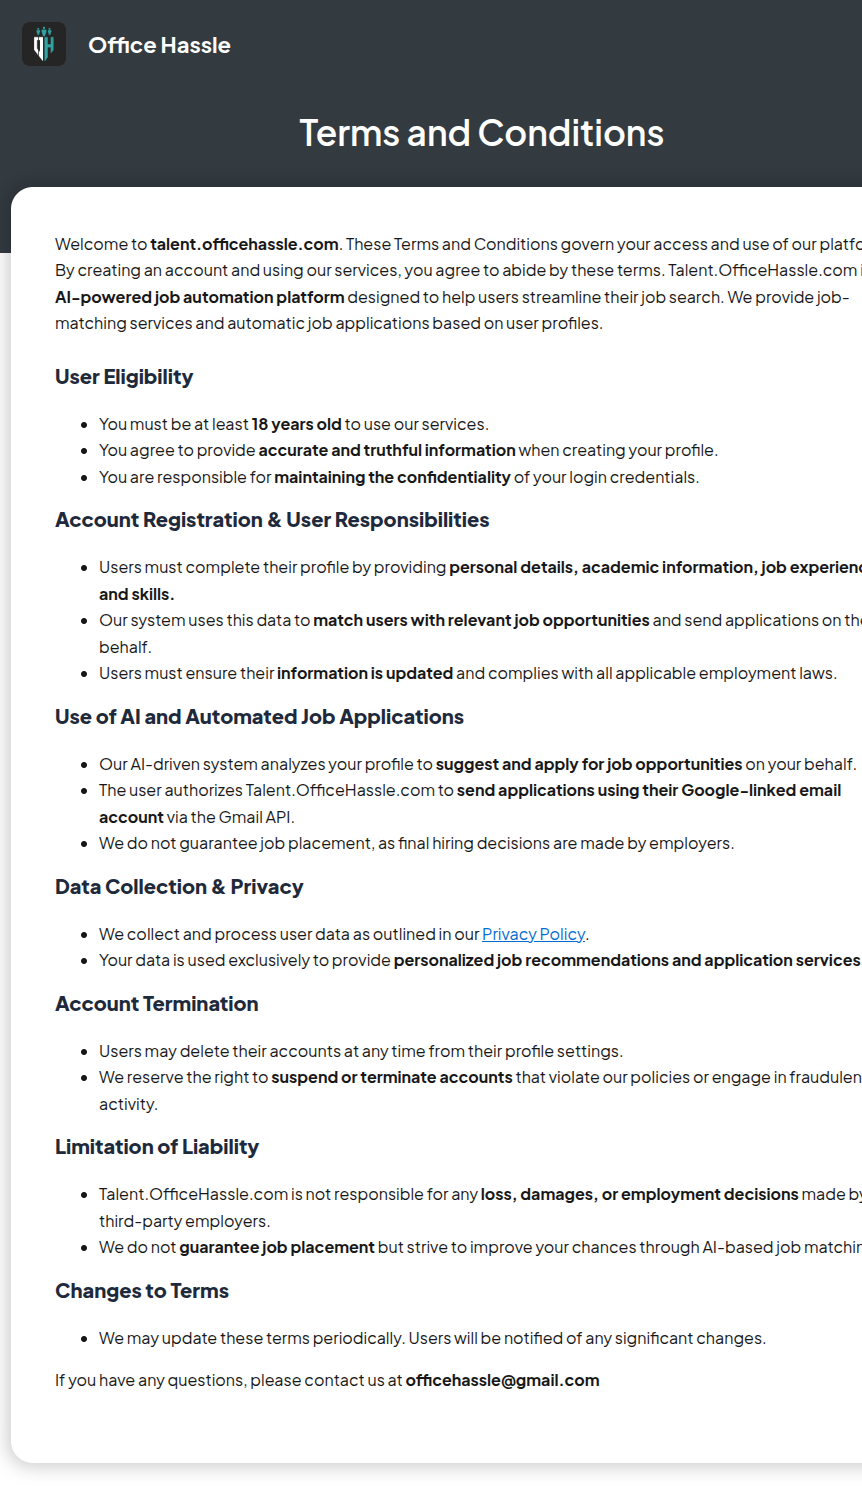 Office Hassle
Terms and Conditions
Welcome to talent.officehassle.com. These Terms and Conditions govern your access and use of our
By creating an account and using our services, you agree to abide by these terms. Talent.OfficeHassle.com
AI-powered job automation platform designed to help users streamline their job search. We provide job-
matching services and automatic job applications based on user profiles.
User Eligibility
• You must be at least 18 years old to use our services.
• You agree to provide accurate and truthful information when creating your profile.
• You are responsible for maintaining the confidentiality of your login credentials.
Account Registration & User Responsibilities
• Users must complete their profile by providing personal details, academic information, job
and skills.
• Our system uses this data to match users with relevant job opportunities and send applications on
behalf.
• Users must ensure their information is updated and complies with all applicable employment laws.
Use of AI and Automated Job Applications
• Our AI-driven system analyzes your profile to suggest and apply for job opportunities on your behalf.
• The user authorizes Talent.OfficeHassle.com to send applications using their Google-linked email
account via the Gmail API.
• We do not guarantee job placement, as final hiring decisions are made by employers.
Data Collection & Privacy
• We collect and process user data as outlined in our Privacy Policy.
• Your data is used exclusively to provide personalized job recommendations and application services
Account Termination
• Users may delete their accounts at any time from their profile settings.
• We reserve the right to suspend or terminate accounts that violate our policies or engage in
activity.
Limitation of Liability
• Talent.OfficeHassle.com is not responsible for any loss, damages, or employment decisions made by
third-party employers.
• We do not guarantee job placement but strive to improve your chances through AI-based job
Changes to Terms
• We may update these terms periodically. Users will be notified of any significant changes.
If you have any questions, please contact us at officehassle@gmail.com